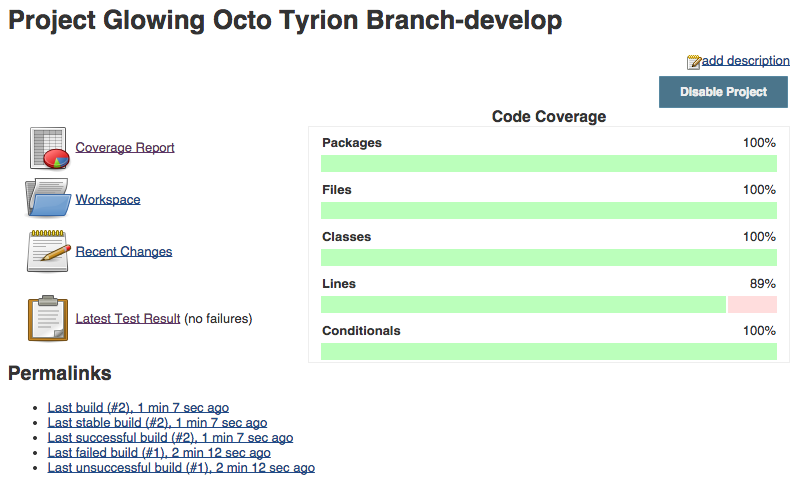 Project Glowing Octo Tyrion Branch-develop
add description
Disable Project
Coverage Report
Workspace
Recent Changes
Latest Test Result (no failures)
Code Coverage
Packages 100%
Files 100%
Classes 100%
Lines 89%
Conditionals 100%
Permalinks
Last build (#2), 1 min 7 sec ago
Last stable build (#2), 1 min 7 sec ago
Last successful build (#2), 1 min 7 sec ago
Last failed build (#1), 2 min 12 sec ago
Last unsuccessful build (#1), 2 min 12 sec ago